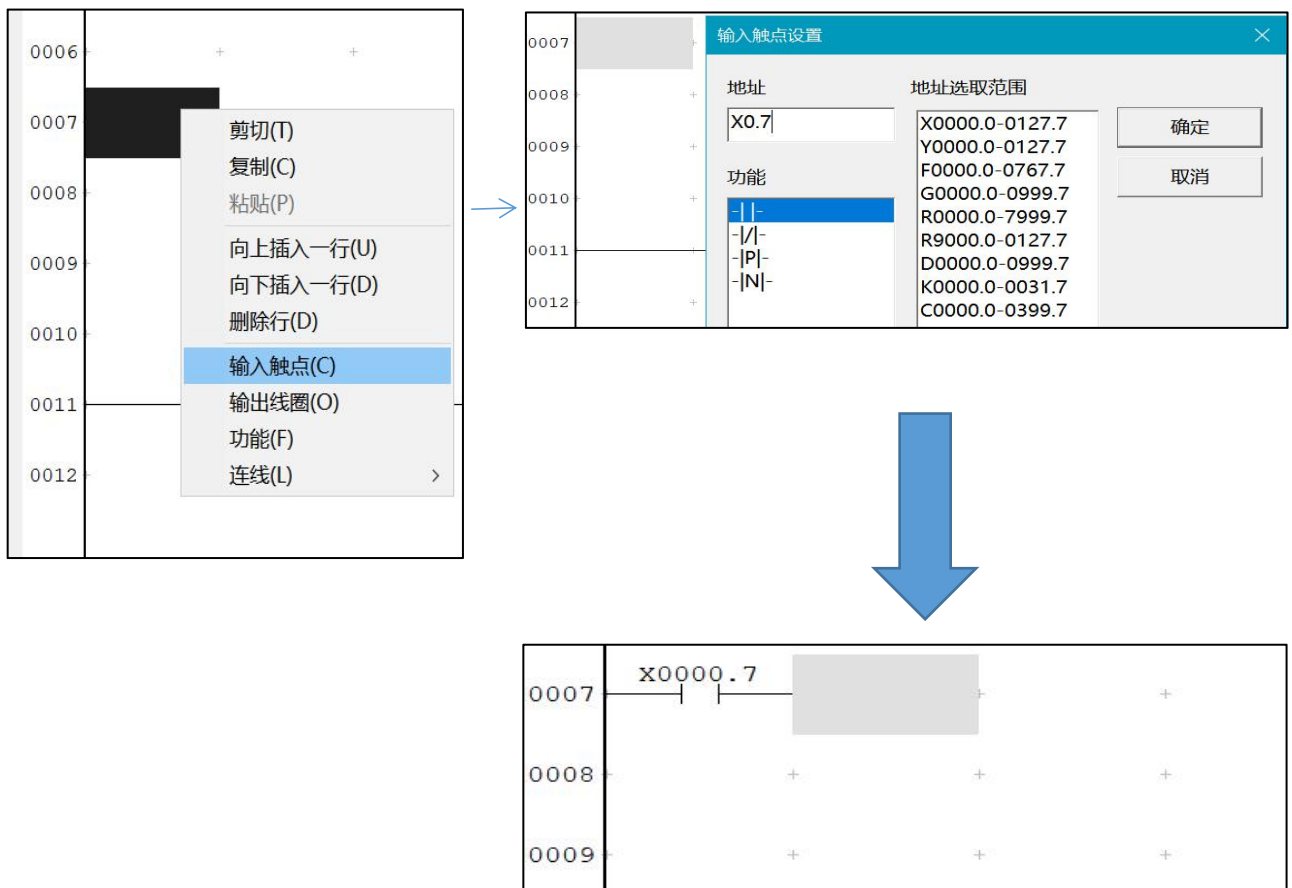 0006
0007
0008
0009
0010
0011
0012
剪切(T)
复制(C)
粘贴(P)
向上插入一行(U)
向下插入一行(D)
删除行(D)
输入触点(C)
输出线圈(O)
功能(F)
连线(L)
0007
0008
0009
0010
0011
0012
输入触点设置
地址
X0.7
功能
-| |-
-|/|-
-|P|-
-|N|-
地址选取范围
X0000.0-0127.7
Y0000.0-0127.7
F0000.0-0767.7
G0000.0-0999.7
R0000.0-7999.7
R9000.0-0127.7
D0000.0-0999.7
K0000.0-0031.7
C0000.0-0399.7
确定
取消
X0000.7
0007
0008
0009